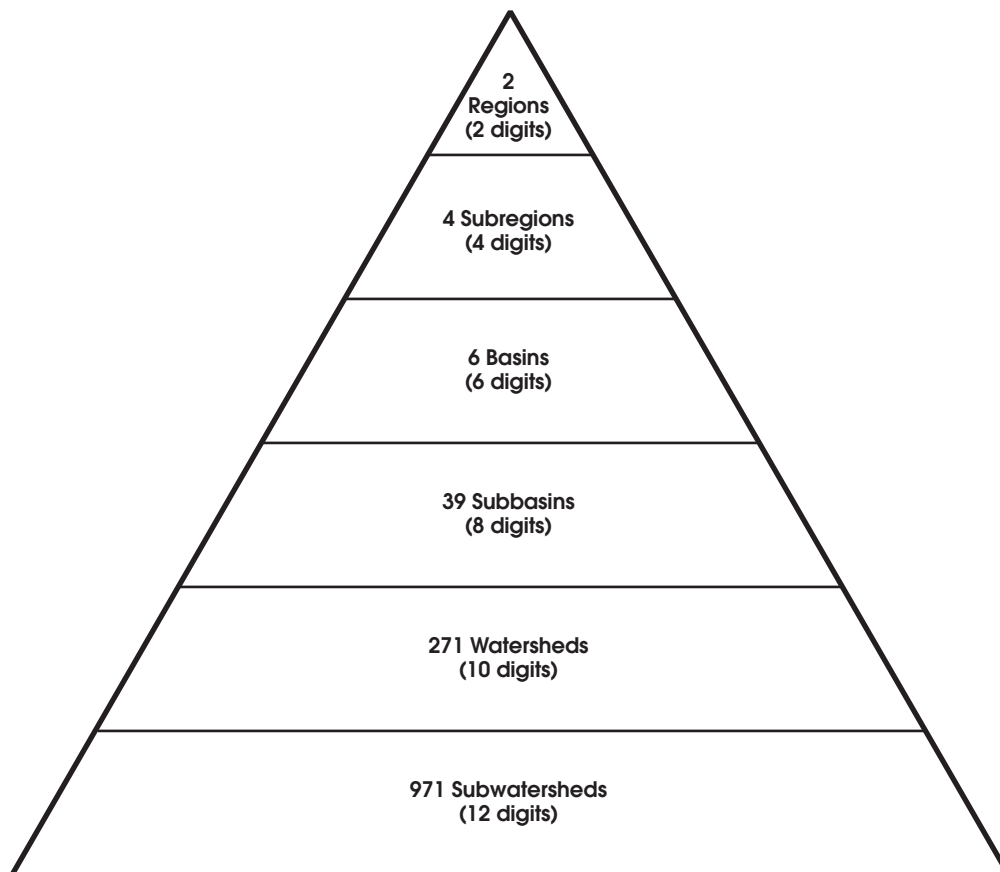 2
Regions
(2 digits)
4 Subregions
(4 digits)
6 Basins
(6 digits)
39 Subbasins
(8 digits)
271 Watersheds
(10 digits)
971 Subwatersheds
(12 digits)